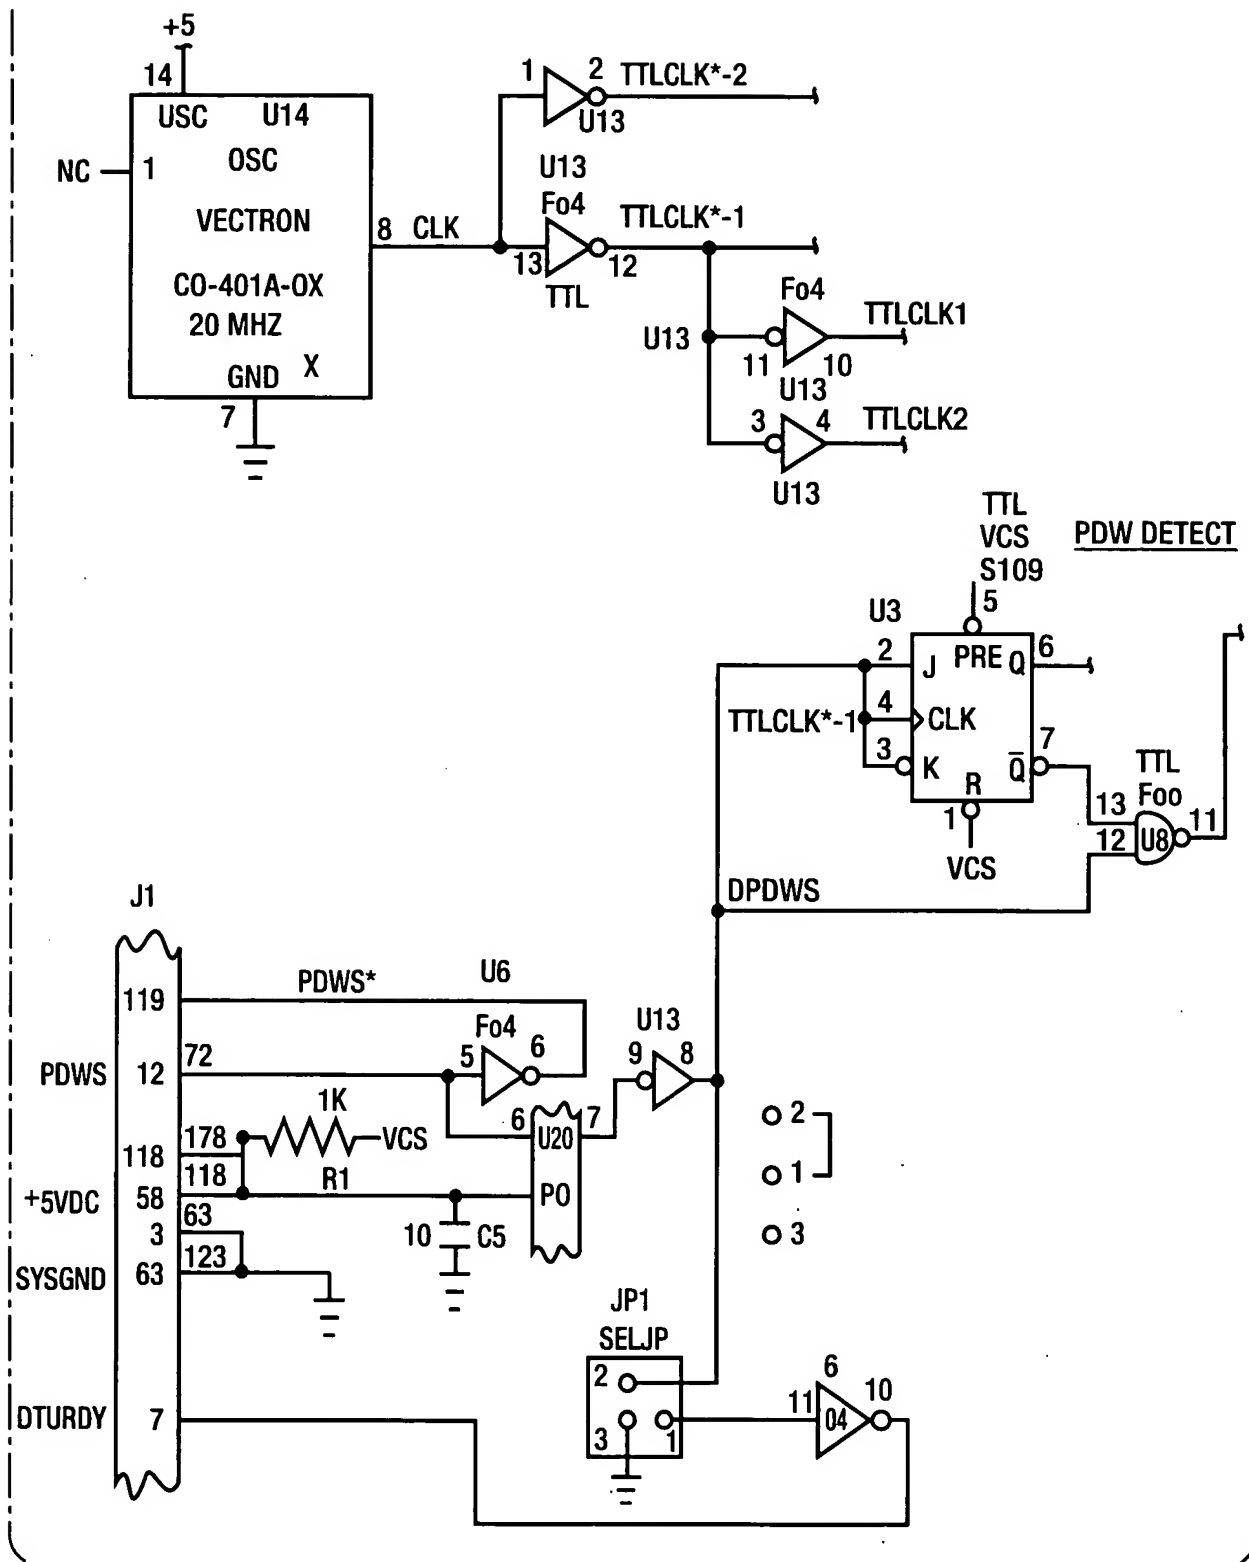 +5
14
USC U14
OSC
NC 1
VECTRON
8 CLK
CO-401A-OX
20 MHZ
GND X
7
1 2 TTLCLK*-2
U13
U13
Fo4 TTLCLK*-1
13 12
TTL
Fo4
U13 TTLCLK1
11 10
U13
3 4 TTLCLK2
U13
TTL
VCS
S109
PDW DETECT
5
U3
2 J PRE Q 6
TTLCLK*-1 4 CLK
3 K Q̅ 7
R
1
VCS
TTL
Foo
13
12 U8 11
DPDWS
J1
119 PDWS* U6
Fo4
PDWS 12 72 5 6
U13
9 8
1K
178 VCS 6 U20 7
118
118 R1
+5VDC 58 PO
3 63 10 C5
123
SYSGND 63
2
1
3
JP1
SELJP
2
3 1
6
11 04 10
DTURDY 7